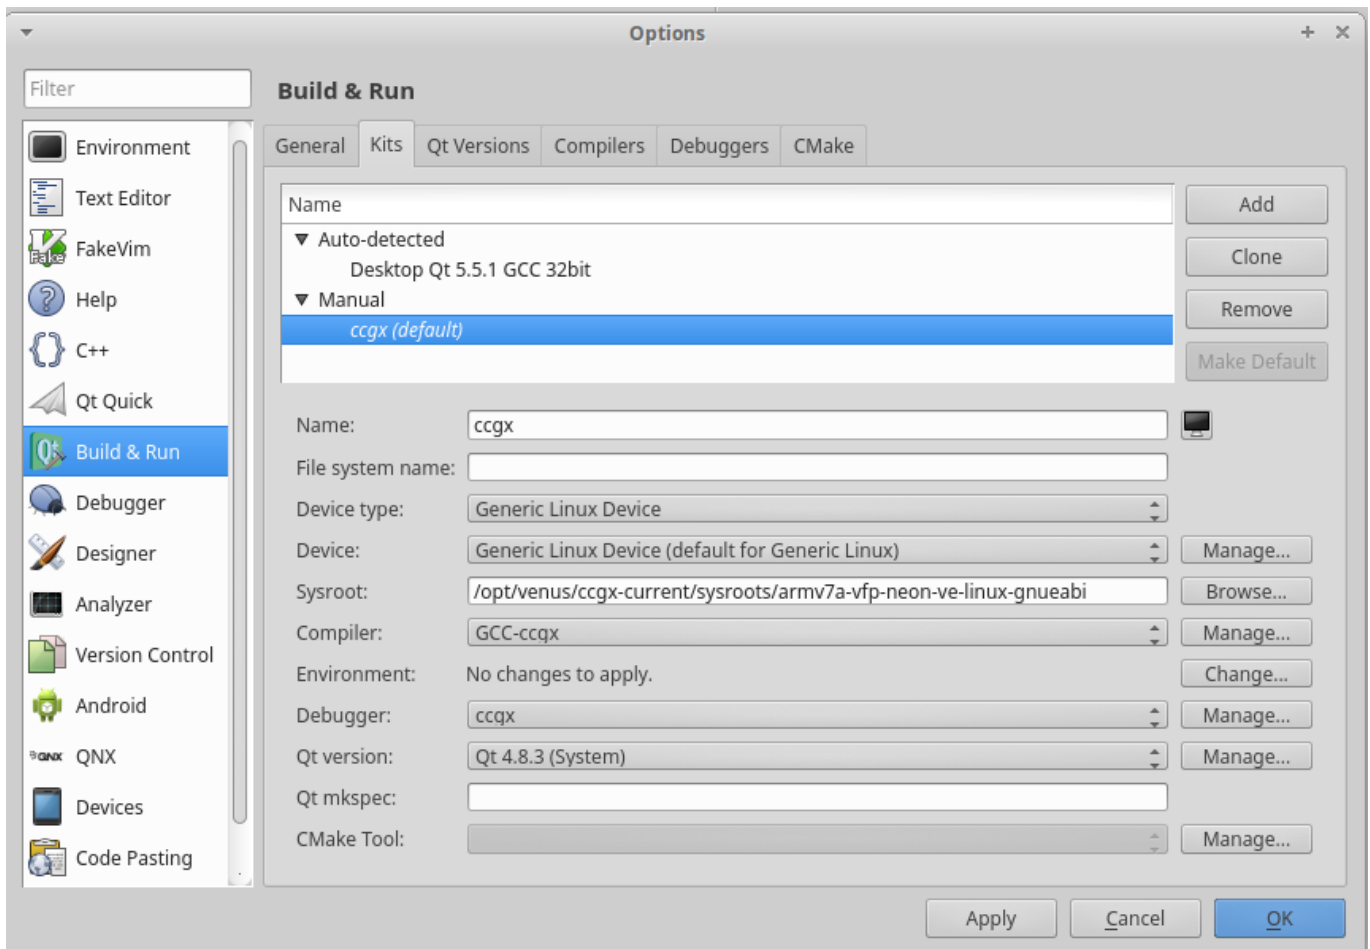 Options
Filter
Build & Run
Environment
Text Editor
FakeVim
Help
C++
Qt Quick
Build & Run
Debugger
Designer
Analyzer
Version Control
Android
QNX
Devices
Code Pasting
General Kits Qt Versions Compilers Debuggers CMake
Name
Auto-detected
Desktop Qt 5.5.1 GCC 32bit
Manual
ccgx (default)
Add
Clone
Remove
Make Default
Name: ccgx
File system name:
Device type: Generic Linux Device
Device: Generic Linux Device (default for Generic Linux) Manage...
Sysroot: /opt/venus/ccgx-current/sysroots/armv7a-vfp-neon-ve-linux-gnueabi Browse...
Compiler: GCC-ccgx Manage...
Environment: No changes to apply. Change...
Debugger: ccgx Manage...
Qt version: Qt 4.8.3 (System) Manage...
Qt mkspec:
CMake Tool: Manage...
Apply Cancel OK